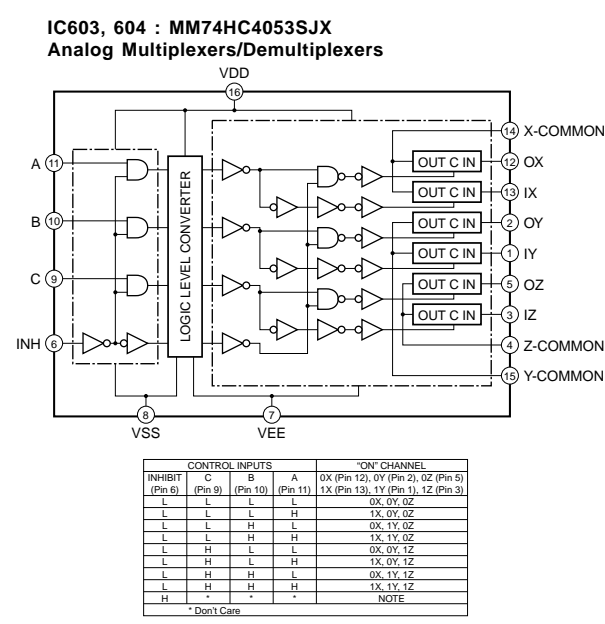 IC603, 604 : MM74HC4053SJX
Analog Multiplexers/Demultiplexers
VDD
16
14 X-COMMON
A 11
OUT C IN 12 OX
OUT C IN 13 IX
B 10
OUT C IN 2 OY
LOGIC LEVEL CONVERTER
OUT C IN 1 IY
C 9
OUT C IN 5 OZ
OUT C IN 3 IZ
INH 6
4 Z-COMMON
15 Y-COMMON
8 7
VSS VEE
CONTROL INPUTS "ON" CHANNEL
INHIBIT C B A 0X (Pin 12), 0Y (Pin 2), 0Z (Pin 5)
(Pin 6) (Pin 9) (Pin 10) (Pin 11) 1X (Pin 13), 1Y (Pin 1), 1Z (Pin 3)
L L L L 0X, 0Y, 0Z
L L L H 1X, 0Y, 0Z
L L H L 0X, 1Y, 0Z
L L H H 1X, 1Y, 0Z
L H L L 0X, 0Y, 1Z
L H L H 1X, 0Y, 1Z
L H H L 0X, 1Y, 1Z
L H H H 1X, 1Y, 1Z
H * * * NOTE
* Don't Care